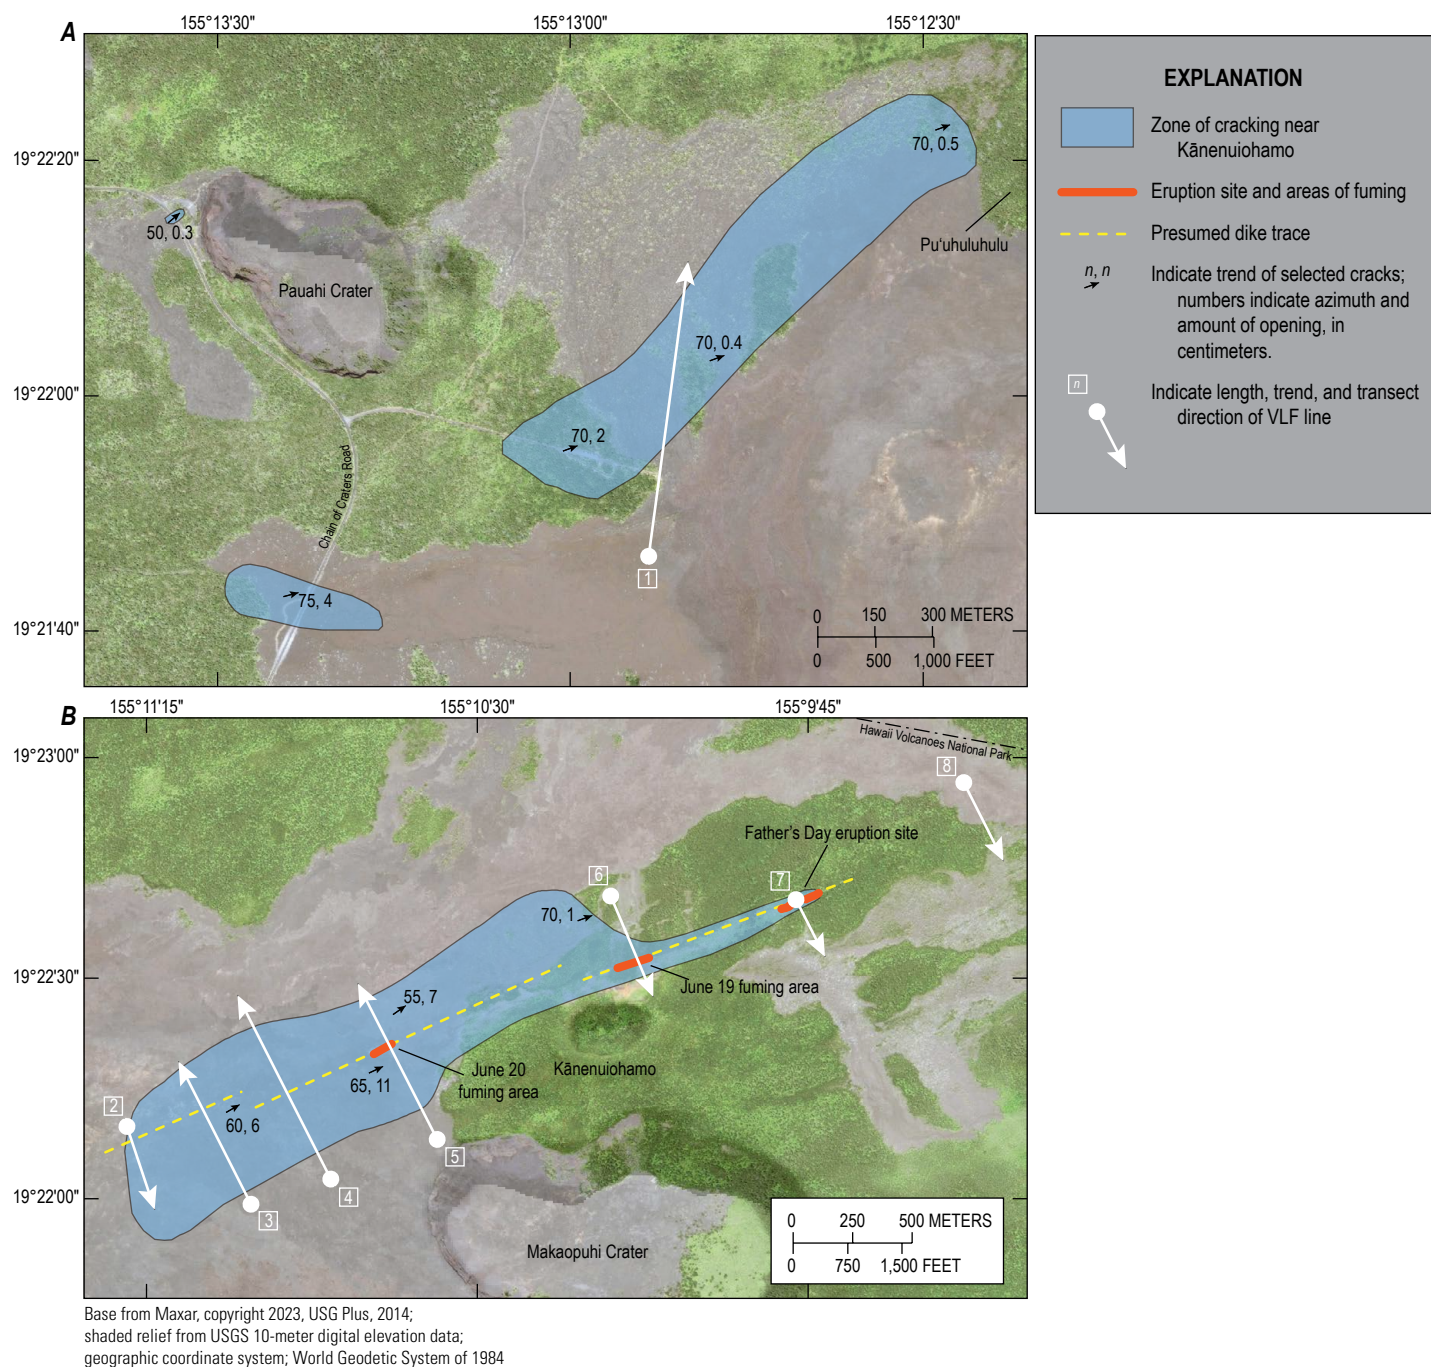 A
155°13'30"
155°13'00"
155°12'30"
19°22'20"
19°22'00"
19°21'40"
70, 0.5
Pu‘uhuluhulu
50, 0.3
Pauahi Crater
70, 0.4
70, 2
Chain of Craters Road
75, 4
1
0 150 300 METERS
0 500 1,000 FEET
EXPLANATION
Zone of cracking near
Kānenuiohamo
Eruption site and areas of fuming
Presumed dike trace
n, n
Indicate trend of selected cracks;
numbers indicate azimuth and
amount of opening, in
centimeters.
n
Indicate length, trend, and transect
direction of VLF line
B
155°11'15"
155°10'30"
155°9'45"
19°23'00"
19°22'30"
19°22'00"
Hawaii Volcanoes National Park
8
Father's Day eruption site
6
7
70, 1
June 19 fuming area
55, 7
Kānenuiohamo
June 20
fuming area
65, 11
2
60, 6
5
4
3
Makaopuhi Crater
0 250 500 METERS
0 750 1,500 FEET
Base from Maxar, copyright 2023, USG Plus, 2014;
shaded relief from USGS 10-meter digital elevation data;
geographic coordinate system; World Geodetic System of 1984